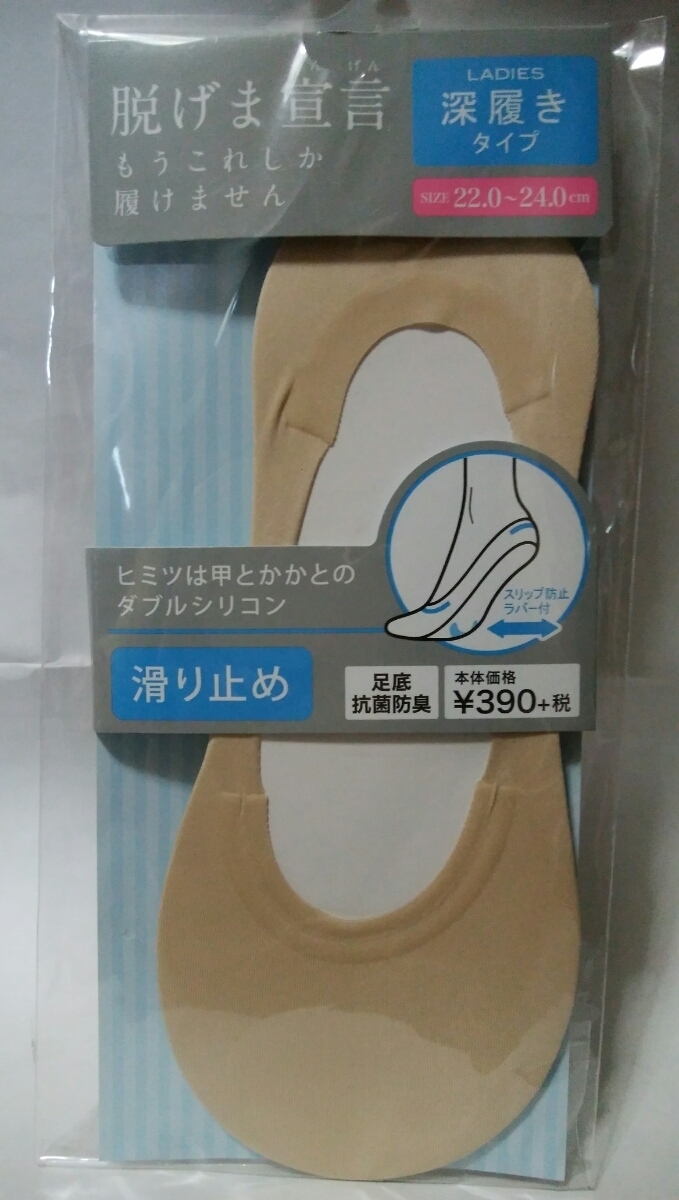 げん
脱げま宣言
もうこれしか
履けません
LADIES
深履き
タイプ
SIZE 22.0~24.0cm
ヒミツは甲とかかとの
ダブルシリコン
スリップ防止
ラバー付
滑り止め
足底
抗菌防臭
本体価格
¥390+税